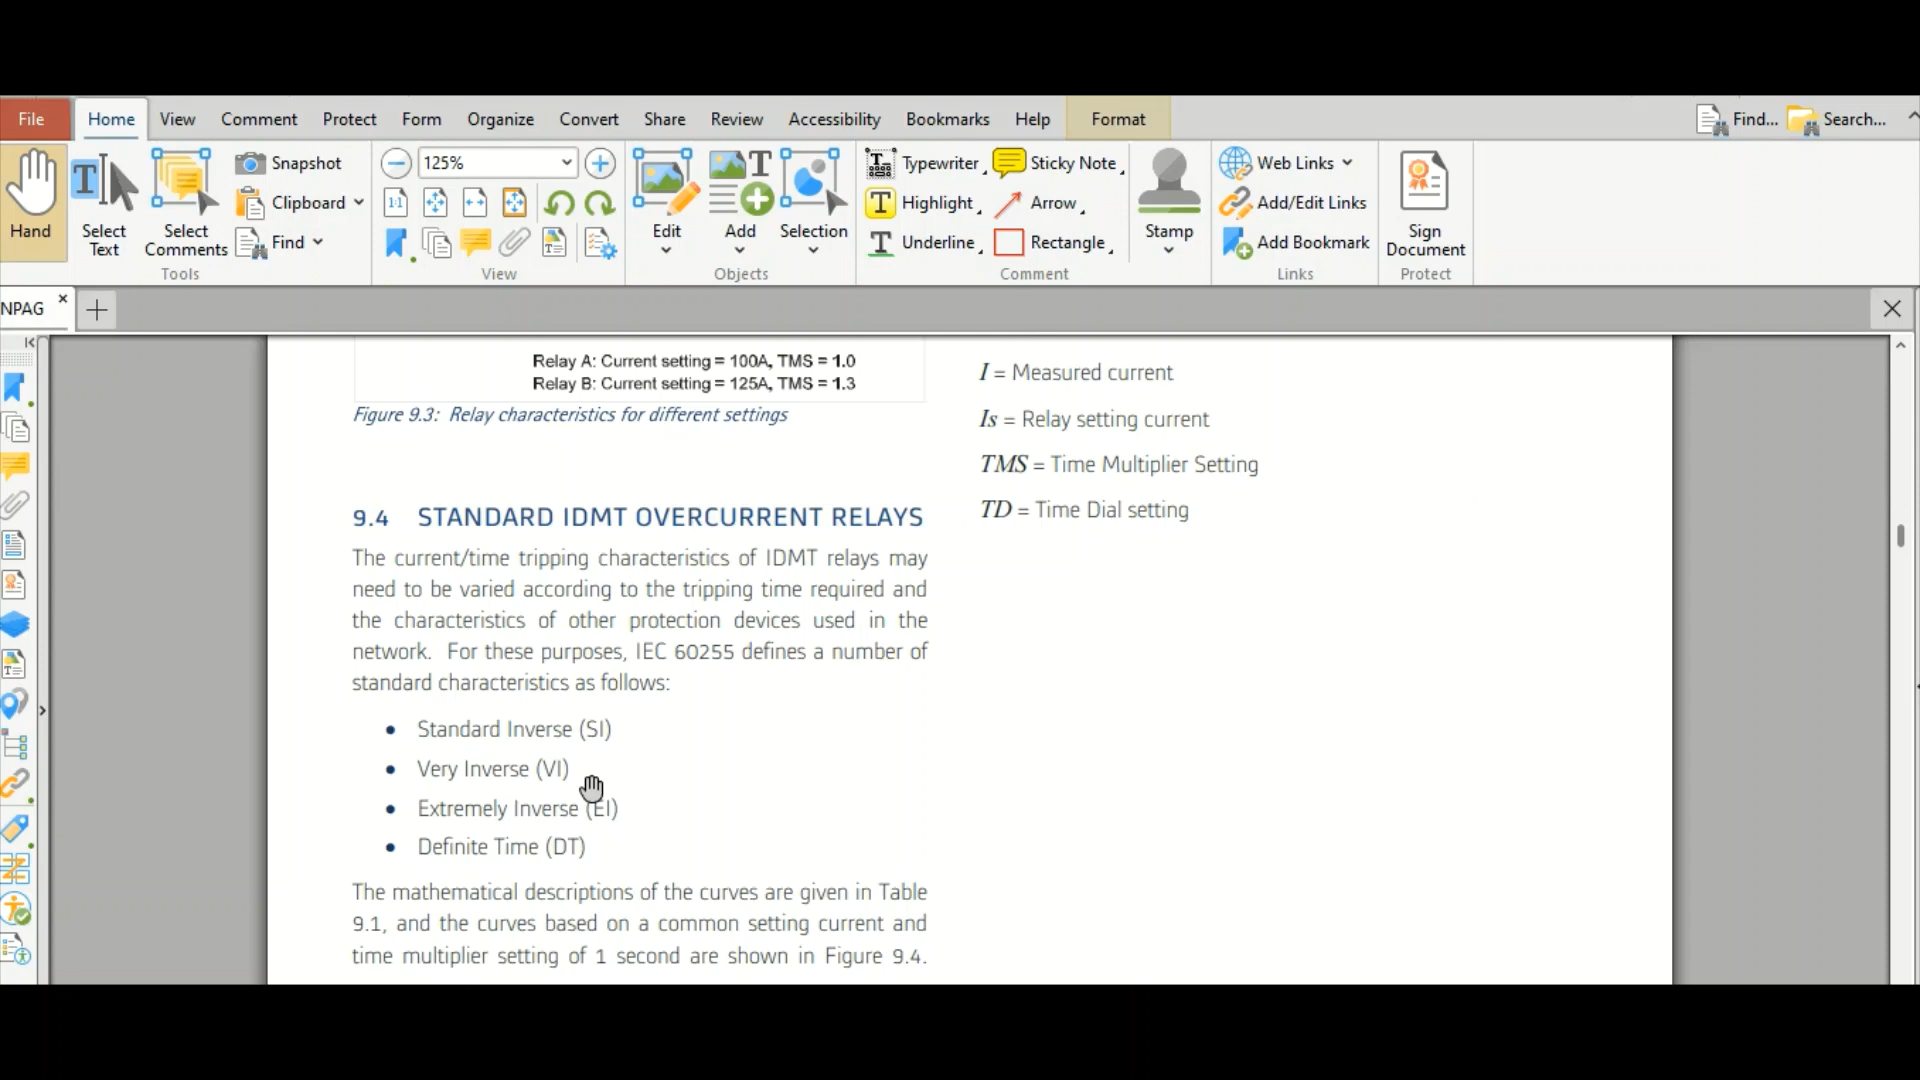 File Home View Comment Protect Form Organize Convert Share Review Accessibility Bookmarks Help Format Find... Search...
Hand
Select Text
Select Comments
Snapshot
Clipboard
Find
Tools
125%
1:1
View
Edit
Add
Selection
Objects
Typewriter
Sticky Note
Highlight
Arrow
Underline
Rectangle
Stamp
Comment
Web Links
Add/Edit Links
Add Bookmark
Links
Sign Document
Protect
NPAG
Relay A: Current setting = 100A, TMS = 1.0
Relay B: Current setting = 125A, TMS = 1.3
Figure 9.3: Relay characteristics for different settings
9.4 STANDARD IDMT OVERCURRENT RELAYS
The current/time tripping characteristics of IDMT relays may
need to be varied according to the tripping time required and
the characteristics of other protection devices used in the
network. For these purposes, IEC 60255 defines a number of
standard characteristics as follows:
• Standard Inverse (SI)
• Very Inverse (VI)
• Extremely Inverse (EI)
• Definite Time (DT)
The mathematical descriptions of the curves are given in Table
9.1, and the curves based on a common setting current and
time multiplier setting of 1 second are shown in Figure 9.4.
I = Measured current
Is = Relay setting current
TMS = Time Multiplier Setting
TD = Time Dial setting